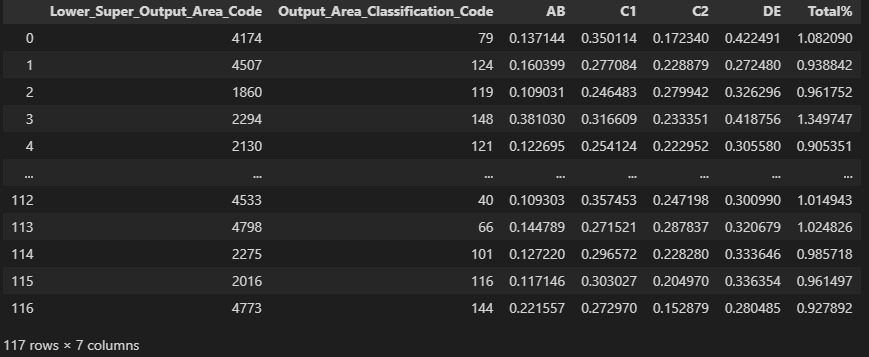 Lower_Super_Output_Area_Code Output_Area_Classification_Code AB C1 C2 DE Total%
0 4174 79 0.137144 0.350114 0.172340 0.422491 1.082090
1 4507 124 0.160399 0.277084 0.228879 0.272480 0.938842
2 1860 119 0.109031 0.246483 0.279942 0.326296 0.961752
3 2294 148 0.381030 0.316609 0.233351 0.418756 1.349747
4 2130 121 0.122695 0.254124 0.222952 0.305580 0.905351
... ... ... ... ... ... ... ...
112 4533 40 0.109303 0.357453 0.247198 0.300990 1.014943
113 4798 66 0.144789 0.271521 0.287837 0.320679 1.024826
114 2275 101 0.127220 0.296572 0.228280 0.333646 0.985718
115 2016 116 0.117146 0.303027 0.204970 0.336354 0.961497
116 4773 144 0.221557 0.272970 0.152879 0.280485 0.927892
117 rows × 7 columns